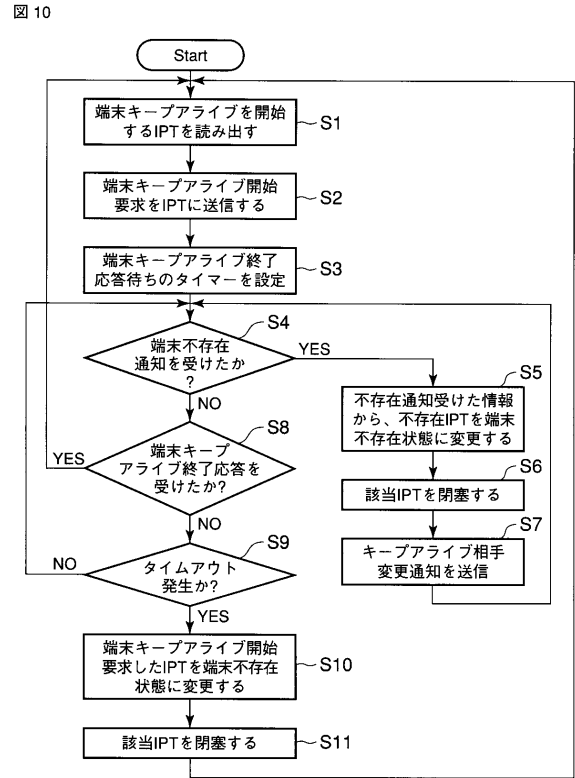 図 10
Start
端末キープアライブを開始
するIPTを読み出す
S1
端末キープアライブ開始
要求をIPTに送信する
S2
端末キープアライブ終了
応答待ちのタイマーを設定
S3
S4
端末不存在
通知を受けたか
?
YES
NO
S5
不存在通知受けた情報
から、不存在IPTを端末
不存在状態に変更する
S6
該当IPTを閉塞する
S7
キープアライブ相手
変更通知を送信
S8
端末キープ
アライブ終了応答を
受けたか?
YES
NO
S9
タイムアウト
発生か?
NO
YES
端末キープアライブ開始
要求したIPTを端末不存在
状態に変更する
S10
該当IPTを閉塞する
S11